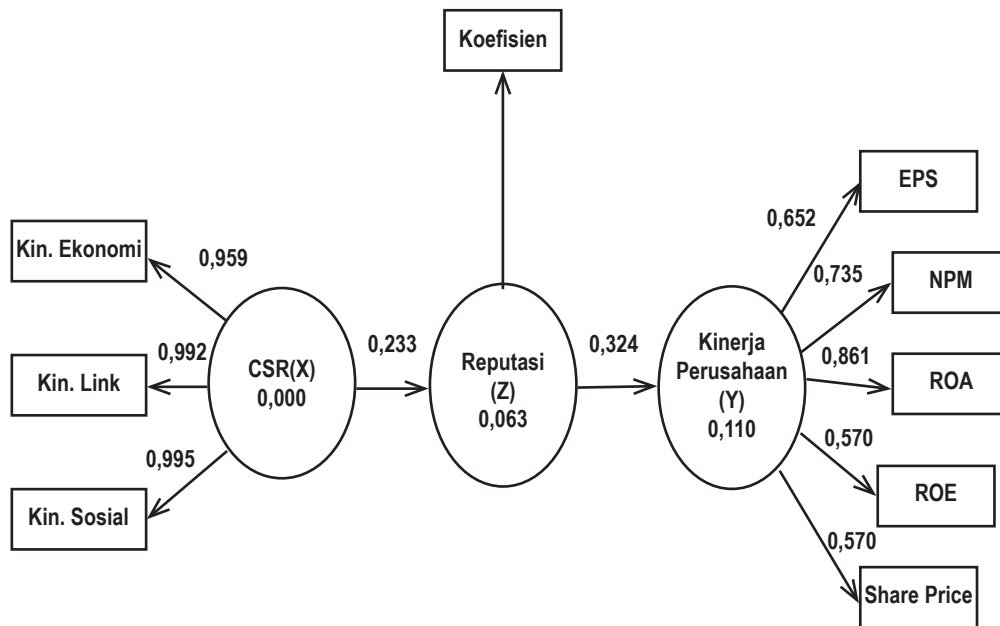 Koefisien
EPS
0,652
Kin. Ekonomi
0,959
0,735
NPM
Kin. Link
0,992
CSR(X)
0,000
0,233
Reputasi
(Z)
0,063
0,324
Kinerja
Perusahaan
(Y)
0,110
0,861
ROA
0,995
Kin. Sosial
0,570
ROE
0,570
Share Price